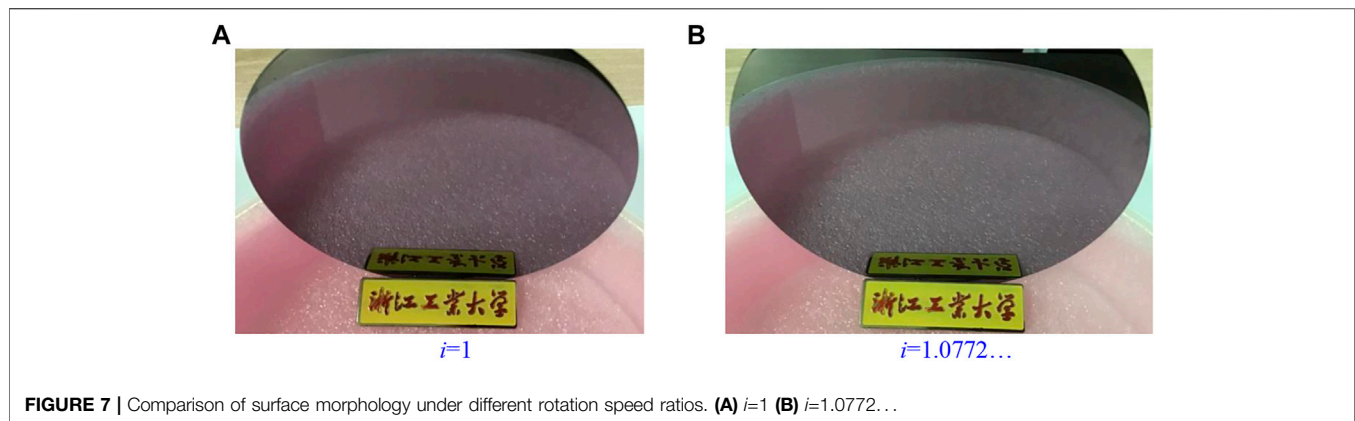 A
B
浙江工业大学
浙江工业大学
i=1
i=1.0772...
FIGURE 7 | Comparison of surface morphology under different rotation speed ratios. (A) i=1 (B) i=1.0772...